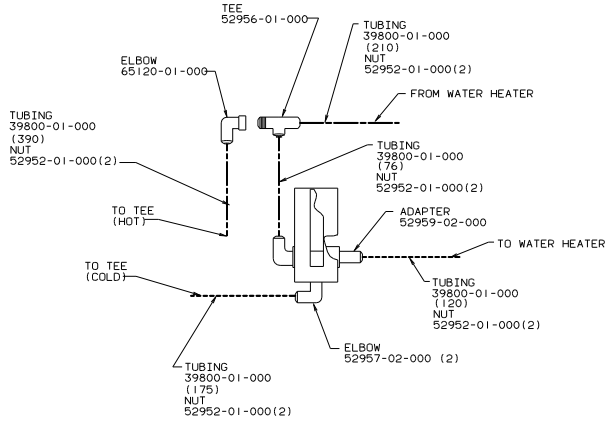 TEE
52956-01-000
TUBING
39800-01-000
(210)
NUT
52952-01-000(2)
ELBOW
65120-01-000
FROM WATER HEATER
TUBING
39800-01-000
(390)
NUT
52952-01-000(2)
TUBING
39800-01-000
(76)
NUT
52952-01-000(2)
TO TEE
(HOT)
ADAPTER
52959-02-000
TO WATER HEATER
TO TEE
(COLD)
TUBING
39800-01-000
(120)
NUT
52952-01-000(2)
ELBOW
52957-02-000 (2)
TUBING
39800-01-000
(175)
NUT
52952-01-000(2)